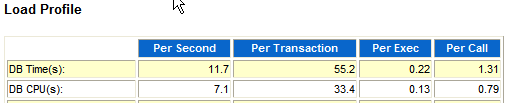 Load Profile
Per Second Per Transaction Per Exec Per Call
DB Time(s): 11.7 55.2 0.22 1.31
DB CPU(s): 7.1 33.4 0.13 0.79